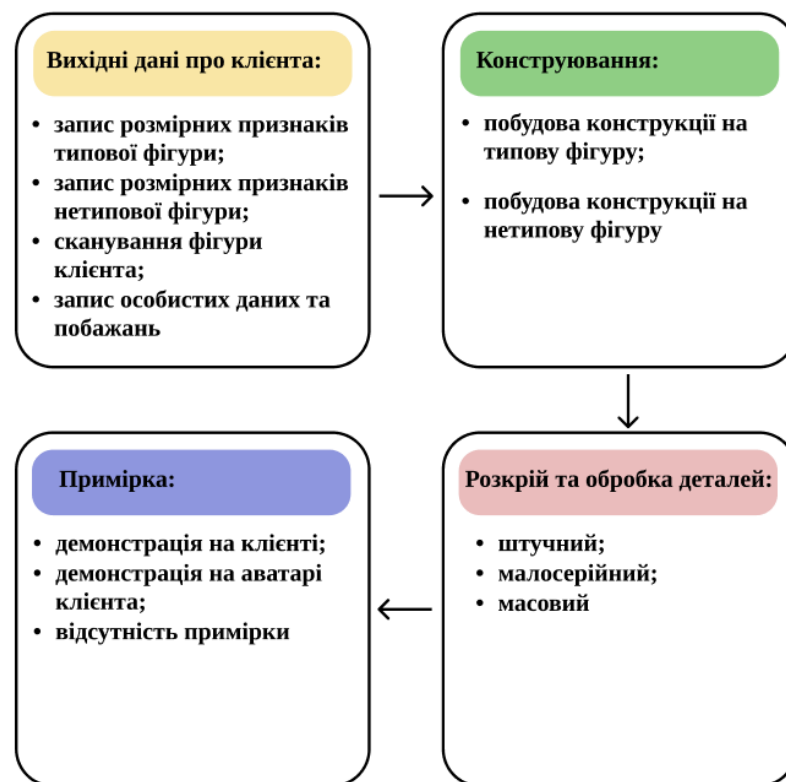 Вихідні дані про клієнта:
• запис розмірних признаків
типової фігури;
• запис розмірних признаків
нетипової фігури;
• сканування фігури
клієнта;
• запис особистих даних та
побажань
Конструювання:
• побудова конструкції на
типову фігуру;
• побудова конструкції на
нетипову фігуру
Розкрій та обробка деталей:
• штучний;
• малосерійний;
• масовий
Примірка:
• демонстрація на клієнті;
• демонстрація на аватарі
клієнта;
• відсутність примірки